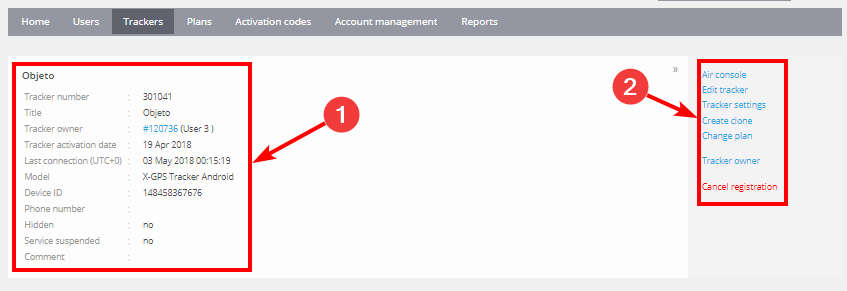 Home Users Trackers Plans Activation codes Account management Reports
Objeto
»
Tracker number : 301041
Title : Objeto
Tracker owner : #120736 (User 3 )
Tracker activation date : 19 Apr 2018
Last connection (UTC+0) : 03 May 2018 00:15:19
Model : X-GPS Tracker Android
Device ID : 148458367676
Phone number :
Hidden : no
Service suspended : no
Comment :
1
2
Air console
Edit tracker
Tracker settings
Create clone
Change plan
Tracker owner
Cancel registration